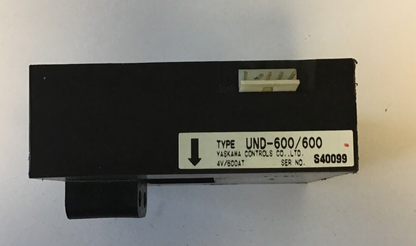 TYPE UND-600/600
YASKAWA CONTROLS CO., LTD.
4V/600AT SER NO. S40099